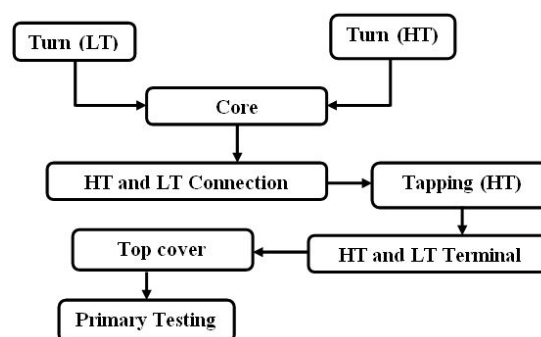 Turn (LT)
Turn (HT)
Core
HT and LT Connection
Tapping (HT)
HT and LT Terminal
Top cover
Primary Testing